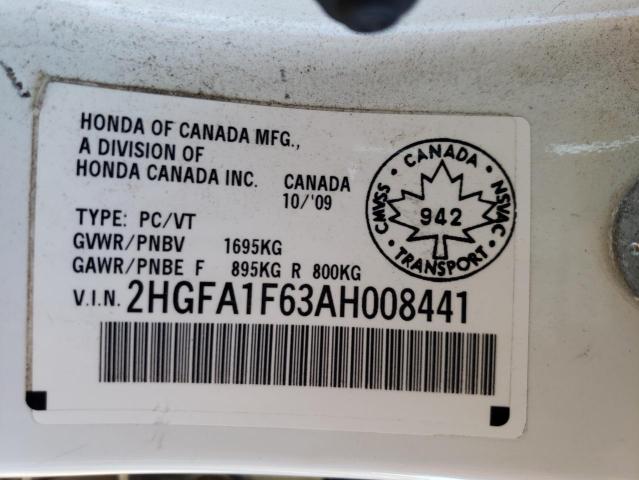 HONDA OF CANADA MFG.,
A DIVISION OF
HONDA CANADA INC. CANADA
10/'09
TYPE: PC/VT
GVWR/PNBV 1695KG
GAWR/PNBE F 895KG R 800KG
V.I.N. 2HGFA1F63AH008441
CMVSS · CANADA · NSVAC · TRANSPORT ·
942